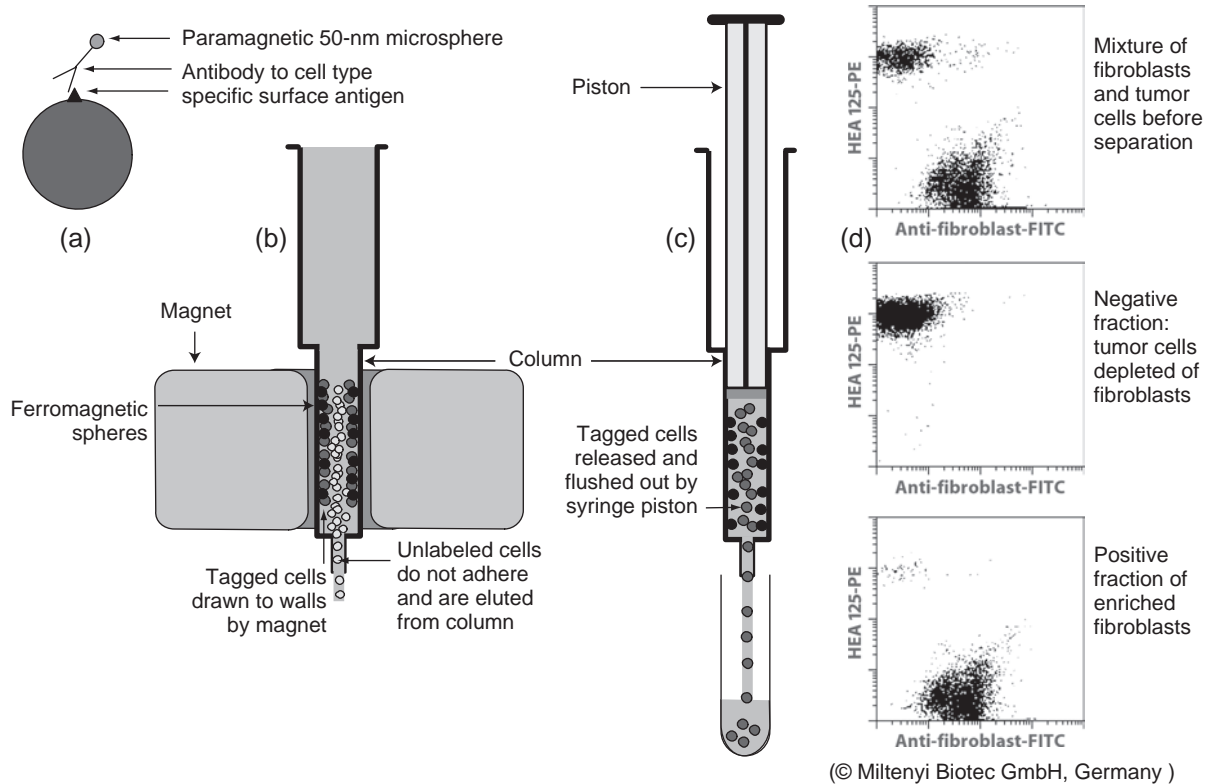 Paramagnetic 50-nm microsphere
Antibody to cell type
specific surface antigen
(a)
(b)
Magnet
Ferromagnetic
spheres
Column
Tagged cells
drawn to walls
by magnet
Unlabeled cells
do not adhere
and are eluted
from column
Piston
(c)
Tagged cells
released and
flushed out by
syringe piston
(d)
HEA 125-PE
Anti-fibroblast-FITC
Mixture of
fibroblasts
and tumor
cells before
separation
HEA 125-PE
Anti-fibroblast-FITC
Negative
fraction:
tumor cells
depleted of
fibroblasts
HEA 125-PE
Anti-fibroblast-FITC
Positive
fraction of
enriched
fibroblasts
(© Miltenyi Biotec GmbH, Germany )